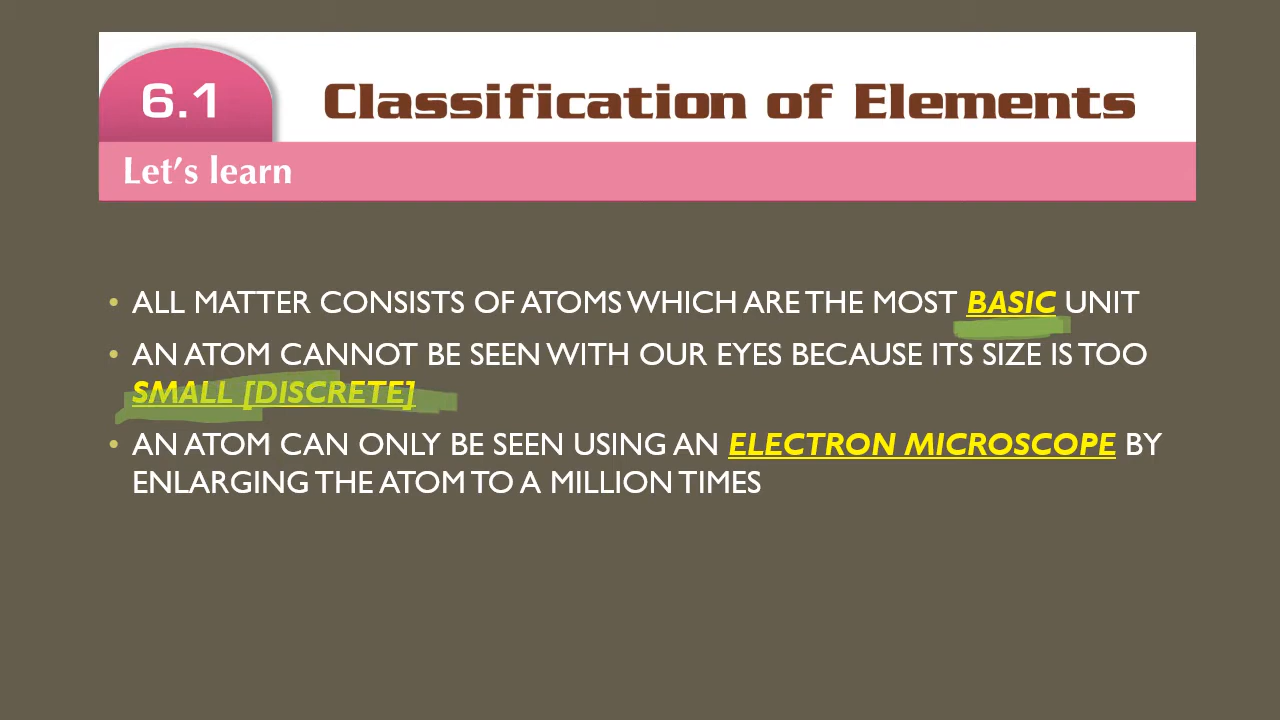 6.1 Classification of Elements
Let's learn
• ALL MATTER CONSISTS OF ATOMS WHICH ARE THE MOST BASIC UNIT
• AN ATOM CANNOT BE SEEN WITH OUR EYES BECAUSE ITS SIZE IS TOO
SMALL [DISCRETE]
• AN ATOM CAN ONLY BE SEEN USING AN ELECTRON MICROSCOPE BY
ENLARGING THE ATOM TO A MILLION TIMES